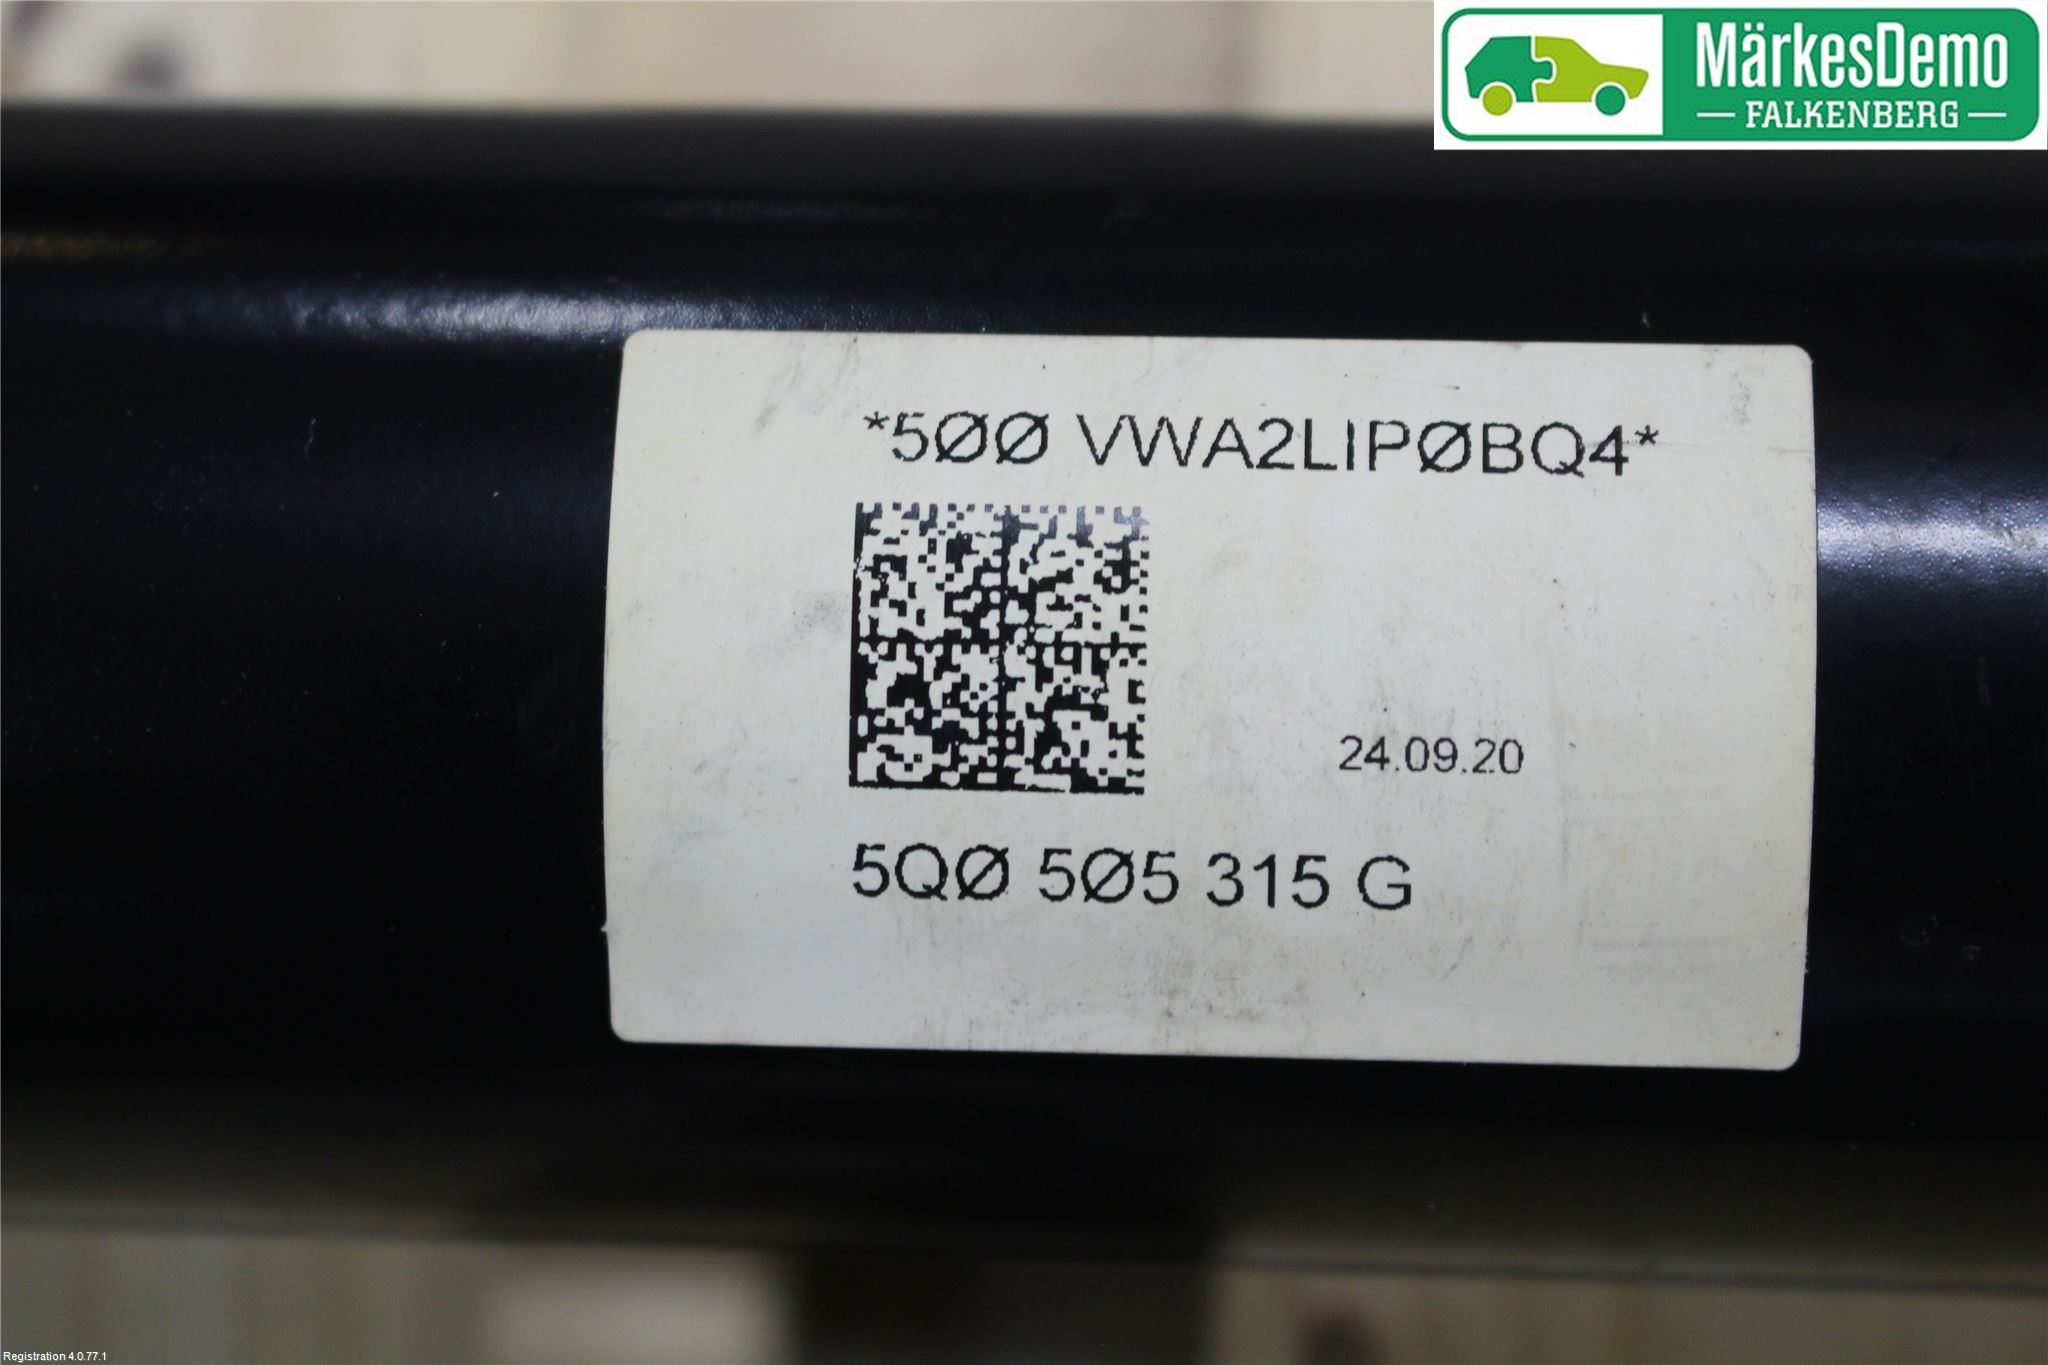 MärkesDemo
FALKENBERG
*5ØØ VWA2LIPØBQ4*
24.09.20
5QØ 5Ø5 315 G
Registration 4.0.77.1